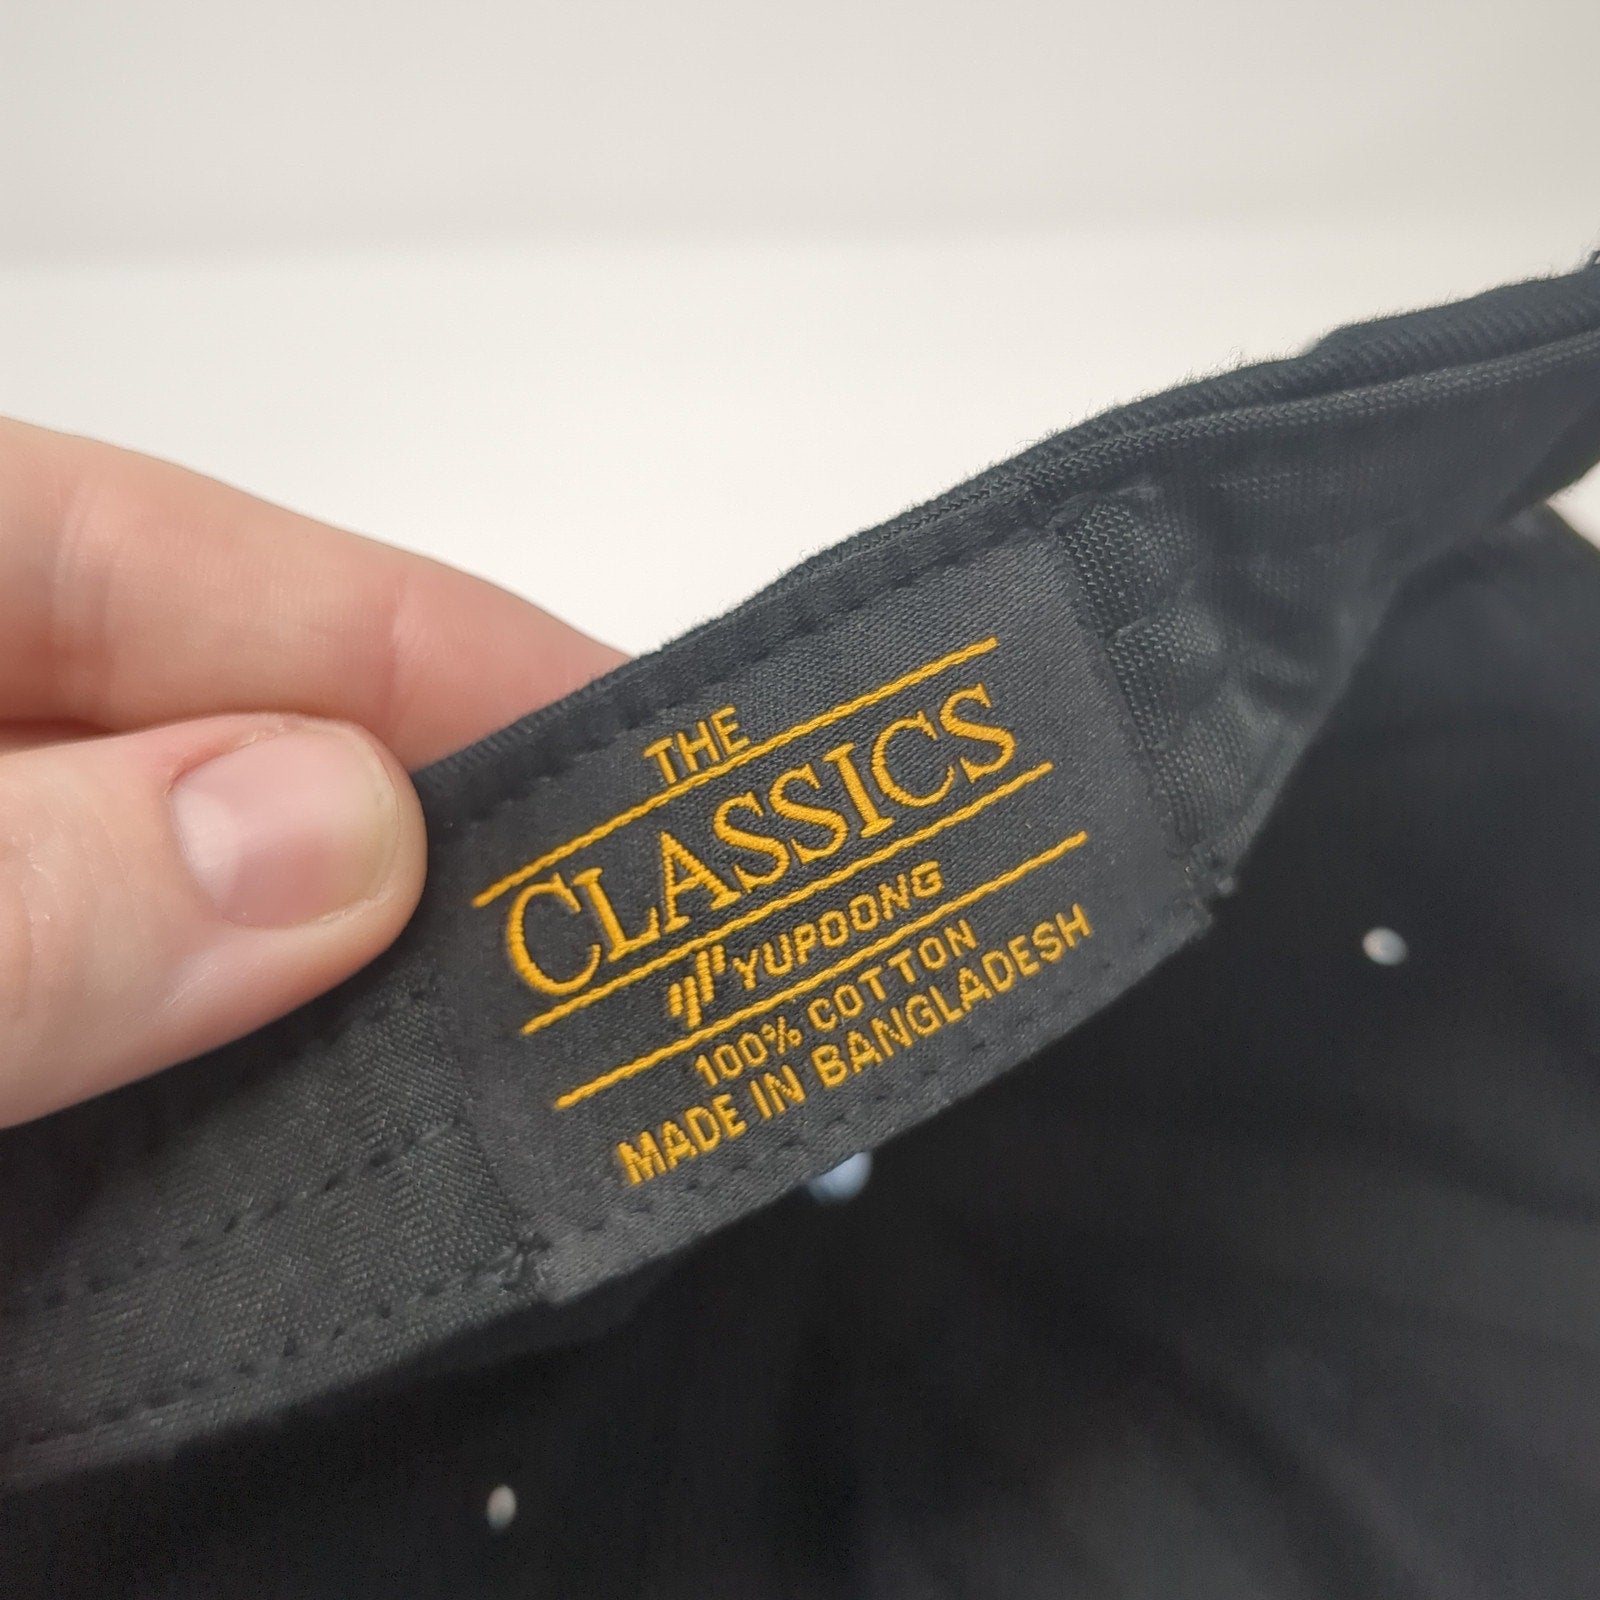 THE
CLASSICS
YUPOONG
100% COTTON
MADE IN BANGLADESH